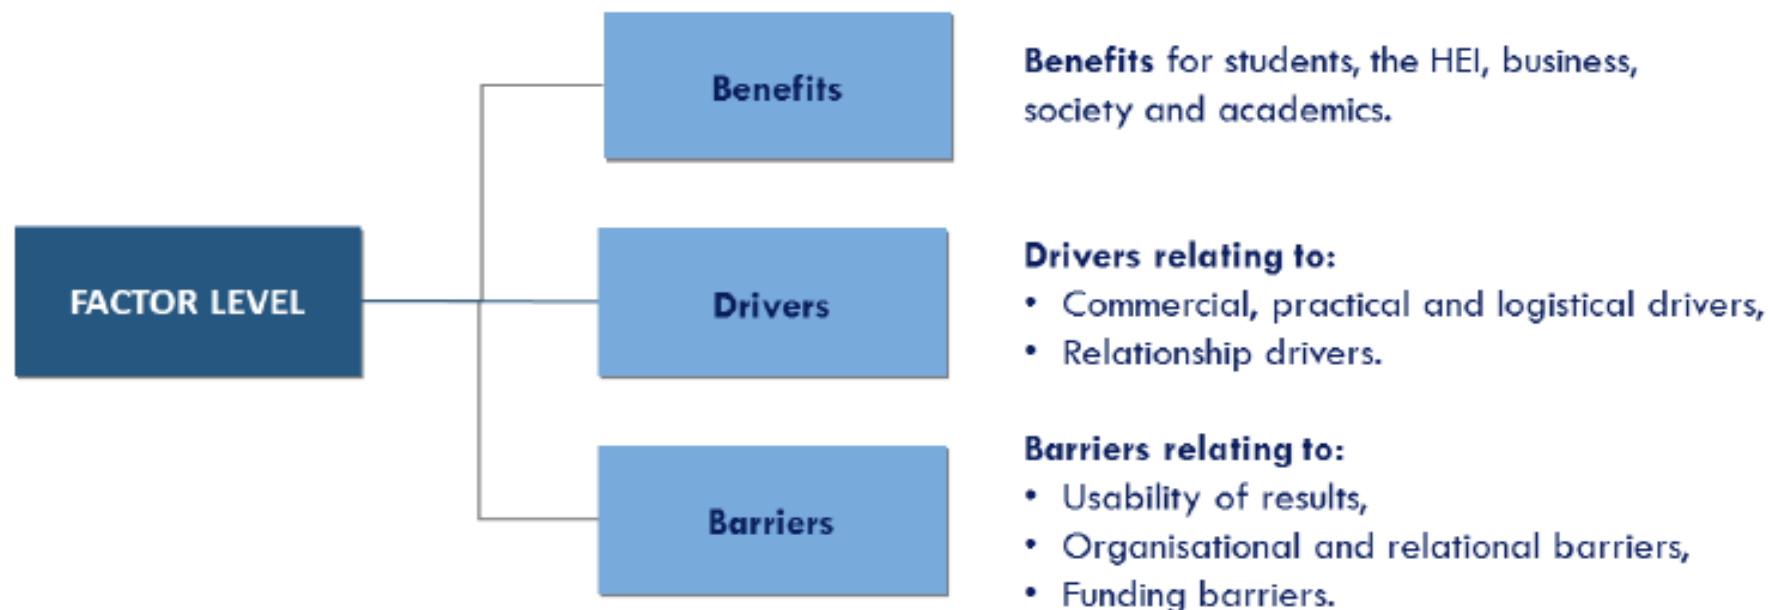 Benefits
Benefits for students, the HEI, business,
society and academics.
FACTOR LEVEL
Drivers
Drivers relating to:
• Commercial, practical and logistical drivers,
• Relationship drivers.
Barriers
Barriers relating to:
• Usability of results,
• Organisational and relational barriers,
• Funding barriers.